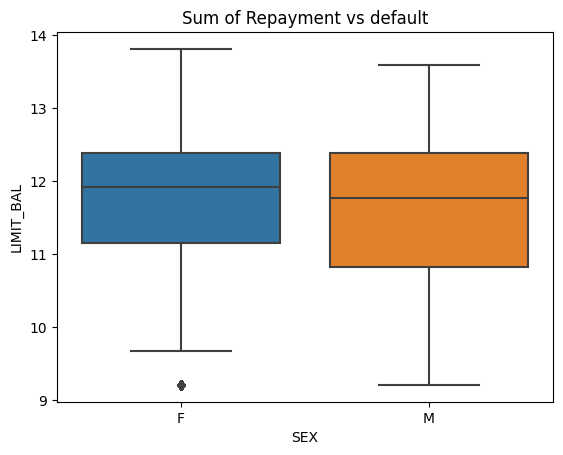 Sum of Repayment vs default
14
13
12
11
10
9
LIMIT_BAL
F
M
SEX